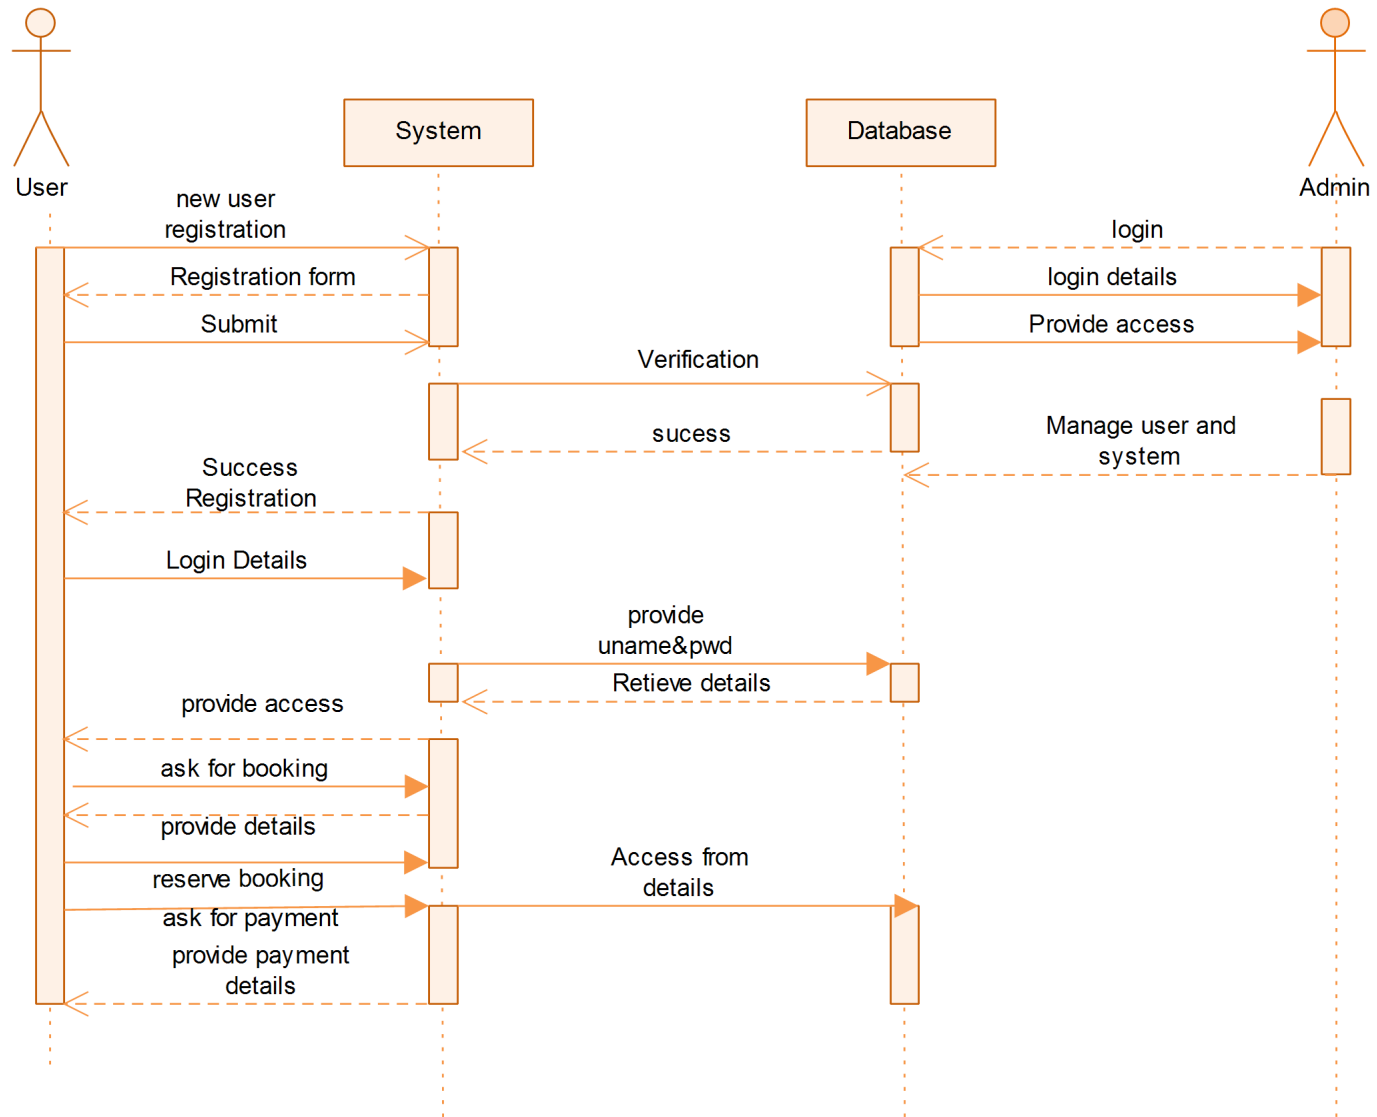 System
Database
User
Admin
new user
registration
login
Registration form
login details
Submit
Provide access
Verification
sucess
Manage user and
system
Success
Registration
Login Details
provide
uname&pwd
Retieve details
provide access
ask for booking
provide details
Access from
details
reserve booking
ask for payment
provide payment
details